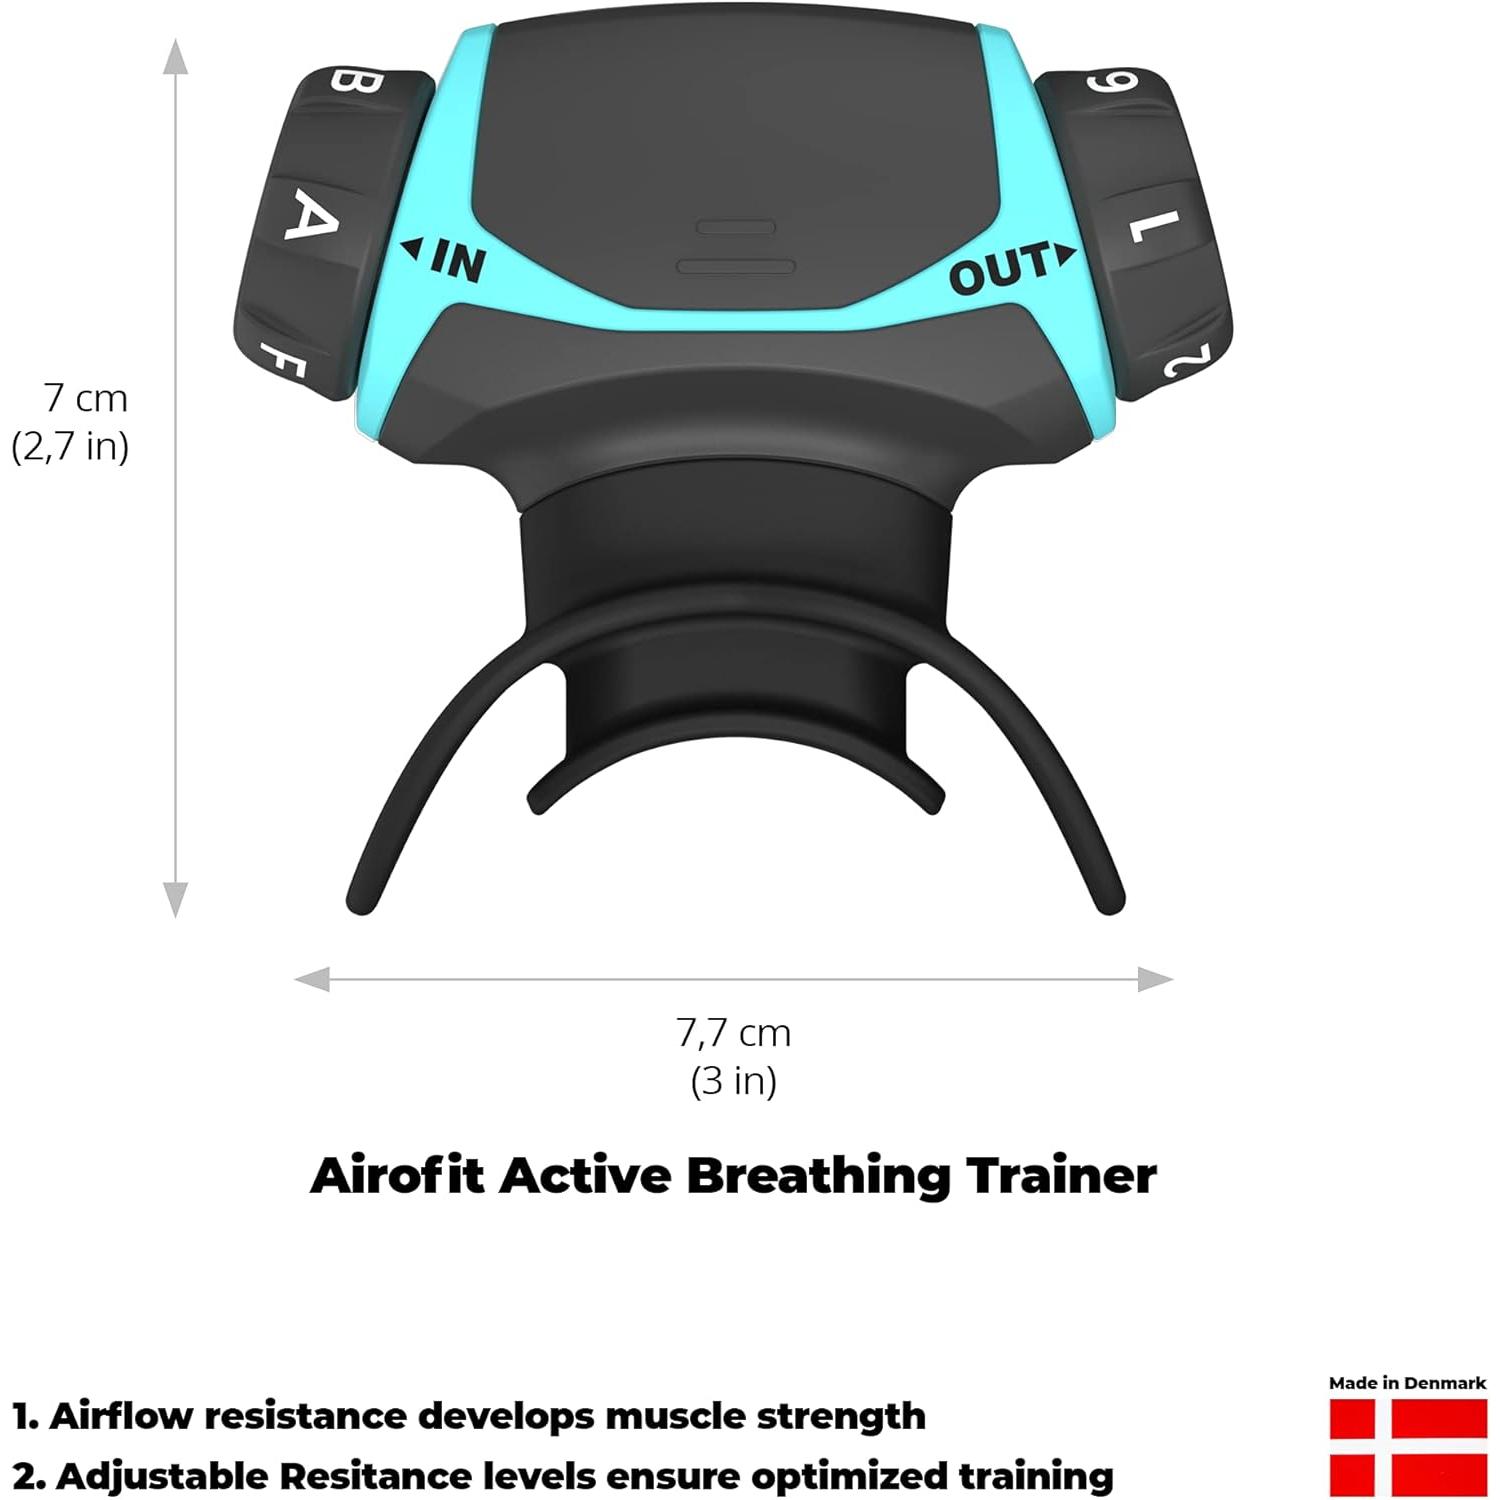 B
6
A
1
◄ IN
OUT►
F
2
7 cm
(2,7 in)
7,7 cm
(3 in)
Airofit Active Breathing Trainer
Made in Denmark
1. Airflow resistance develops muscle strength
2. Adjustable Resitance levels ensure optimized training